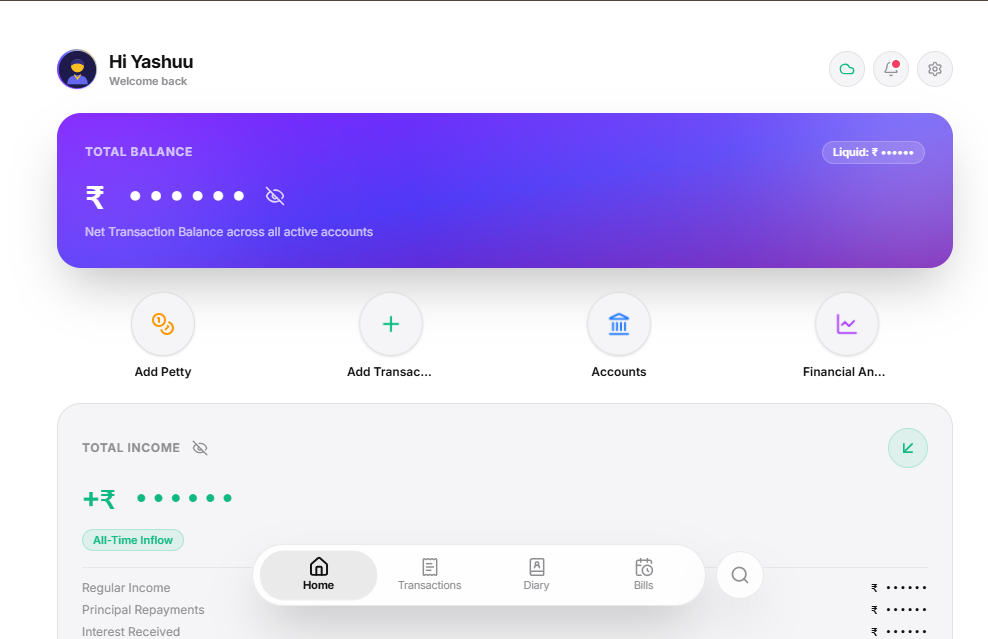 Hi Yashuu
Welcome back
TOTAL BALANCE
Liquid: ₹ ••••••
₹ ••••••
Net Transaction Balance across all active accounts
Add Petty
Add Transac...
Accounts
Financial An...
TOTAL INCOME
+₹ ••••••
All-Time Inflow
Regular Income ₹ ••••••
Principal Repayments ₹ ••••••
Interest Received ₹ ••••••
Home
Transactions
Diary
Bills